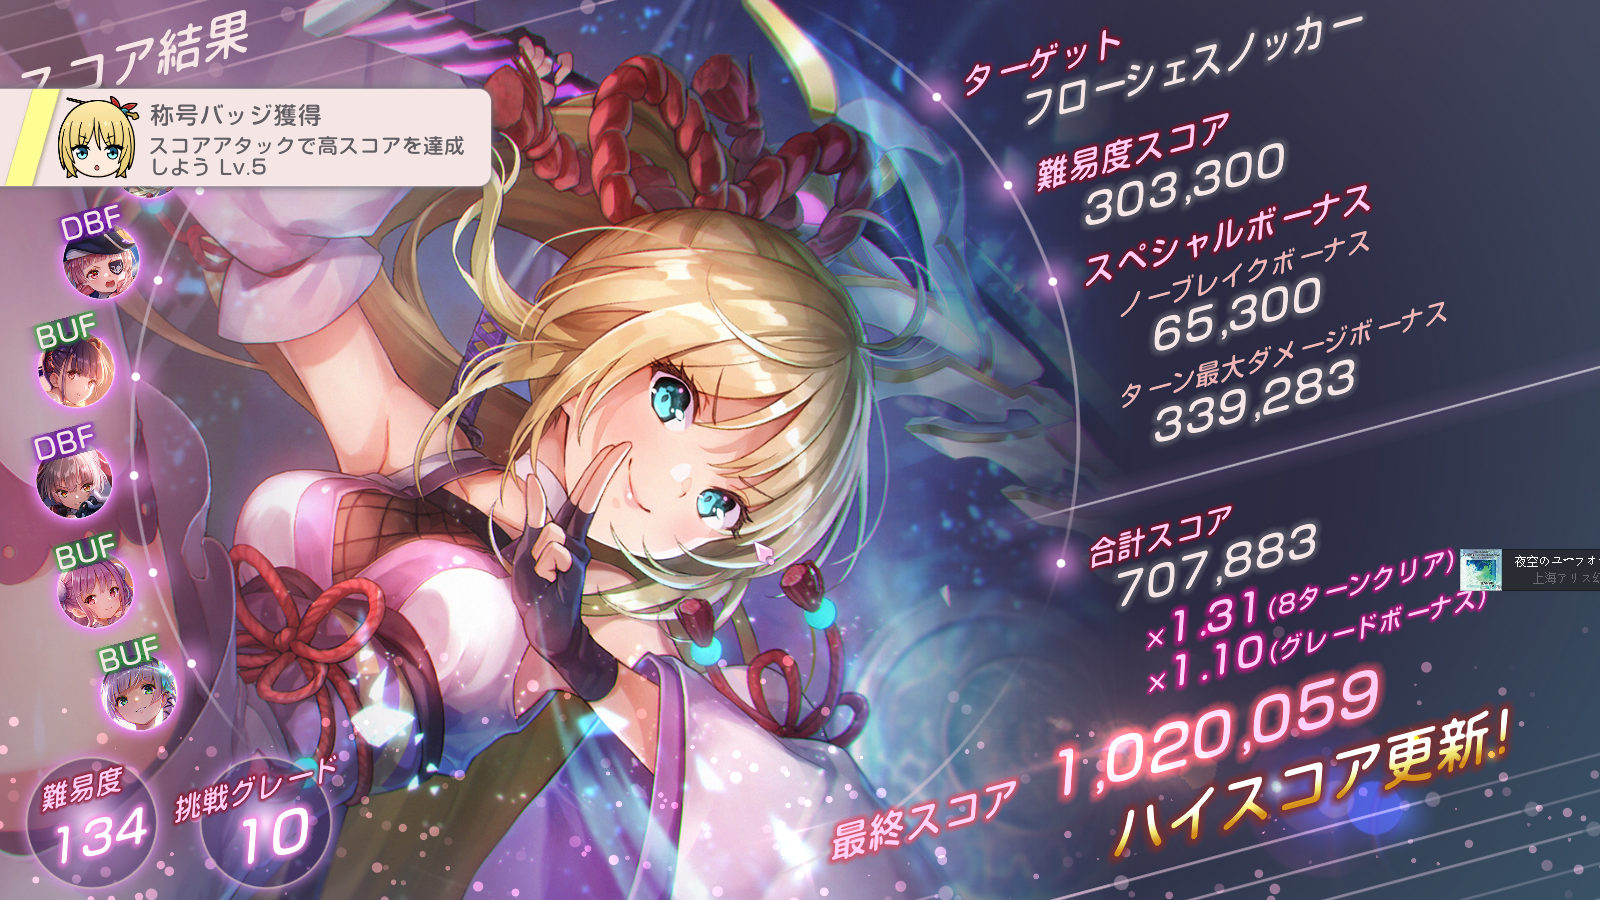 スコア結果
称号バッジ獲得
スコアアタックで高スコアを達成
しよう Lv.5
DBF
BUF
DBF
BUF
BUF
難易度
134
挑戦グレード
10
ターゲット
フローシェスノッカー
難易度スコア
303,300
スペシャルボーナス
ノーブレイクボーナス
65,300
ターン最大ダメージボーナス
339,283
合計スコア
707,883
×1.31(8ターンクリア)
×1.10(グレードボーナス)
夜空のユーフォ
上海アリス幻
最終スコア 1,020,059
ハイスコア更新!